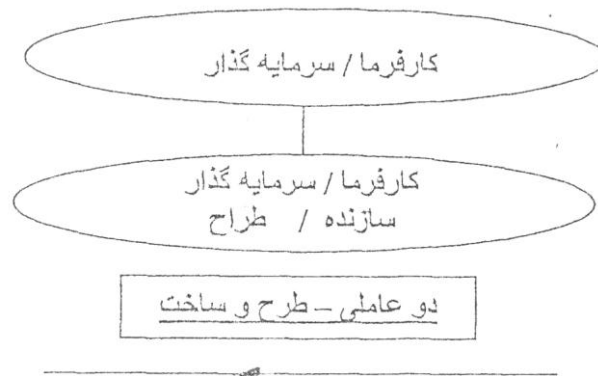 کارفرما / سرمایه گذار
کارفرما / سرمایه گذار
سازنده / طراح
دو عاملی – طرح و ساخت